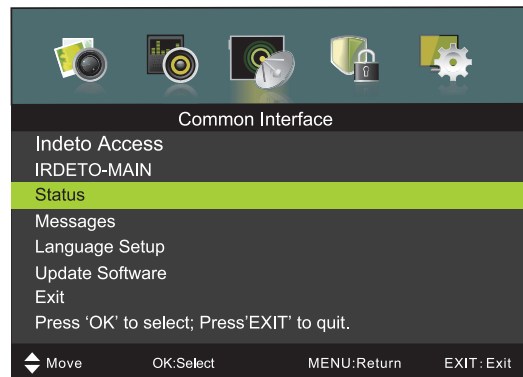 Common Interface
Indeto Access
IRDETO-MAIN
Status
Messages
Language Setup
Update Software
Exit
Press ‘OK’ to select; Press’EXIT’ to quit.
Move OK:Select MENU:Return EXIT:Exit